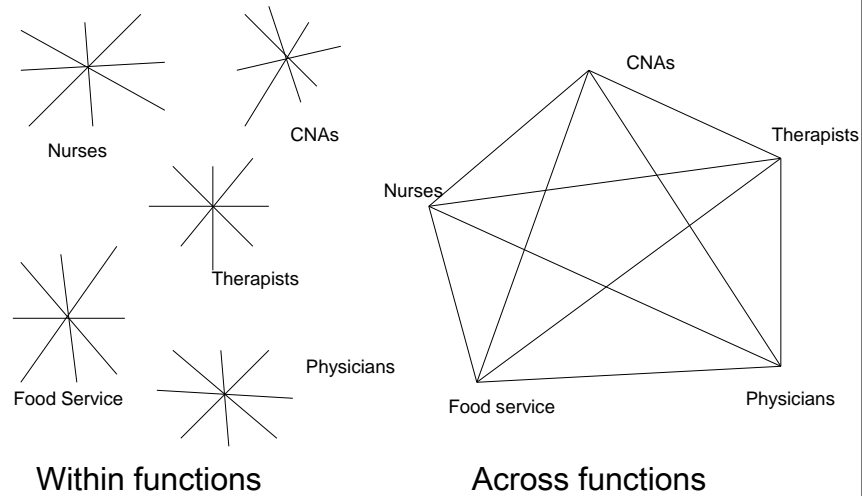 Nurses
CNAs
Therapists
Food Service
Physicians
Within functions
CNAs
Therapists
Nurses
Food service
Physicians
Across functions